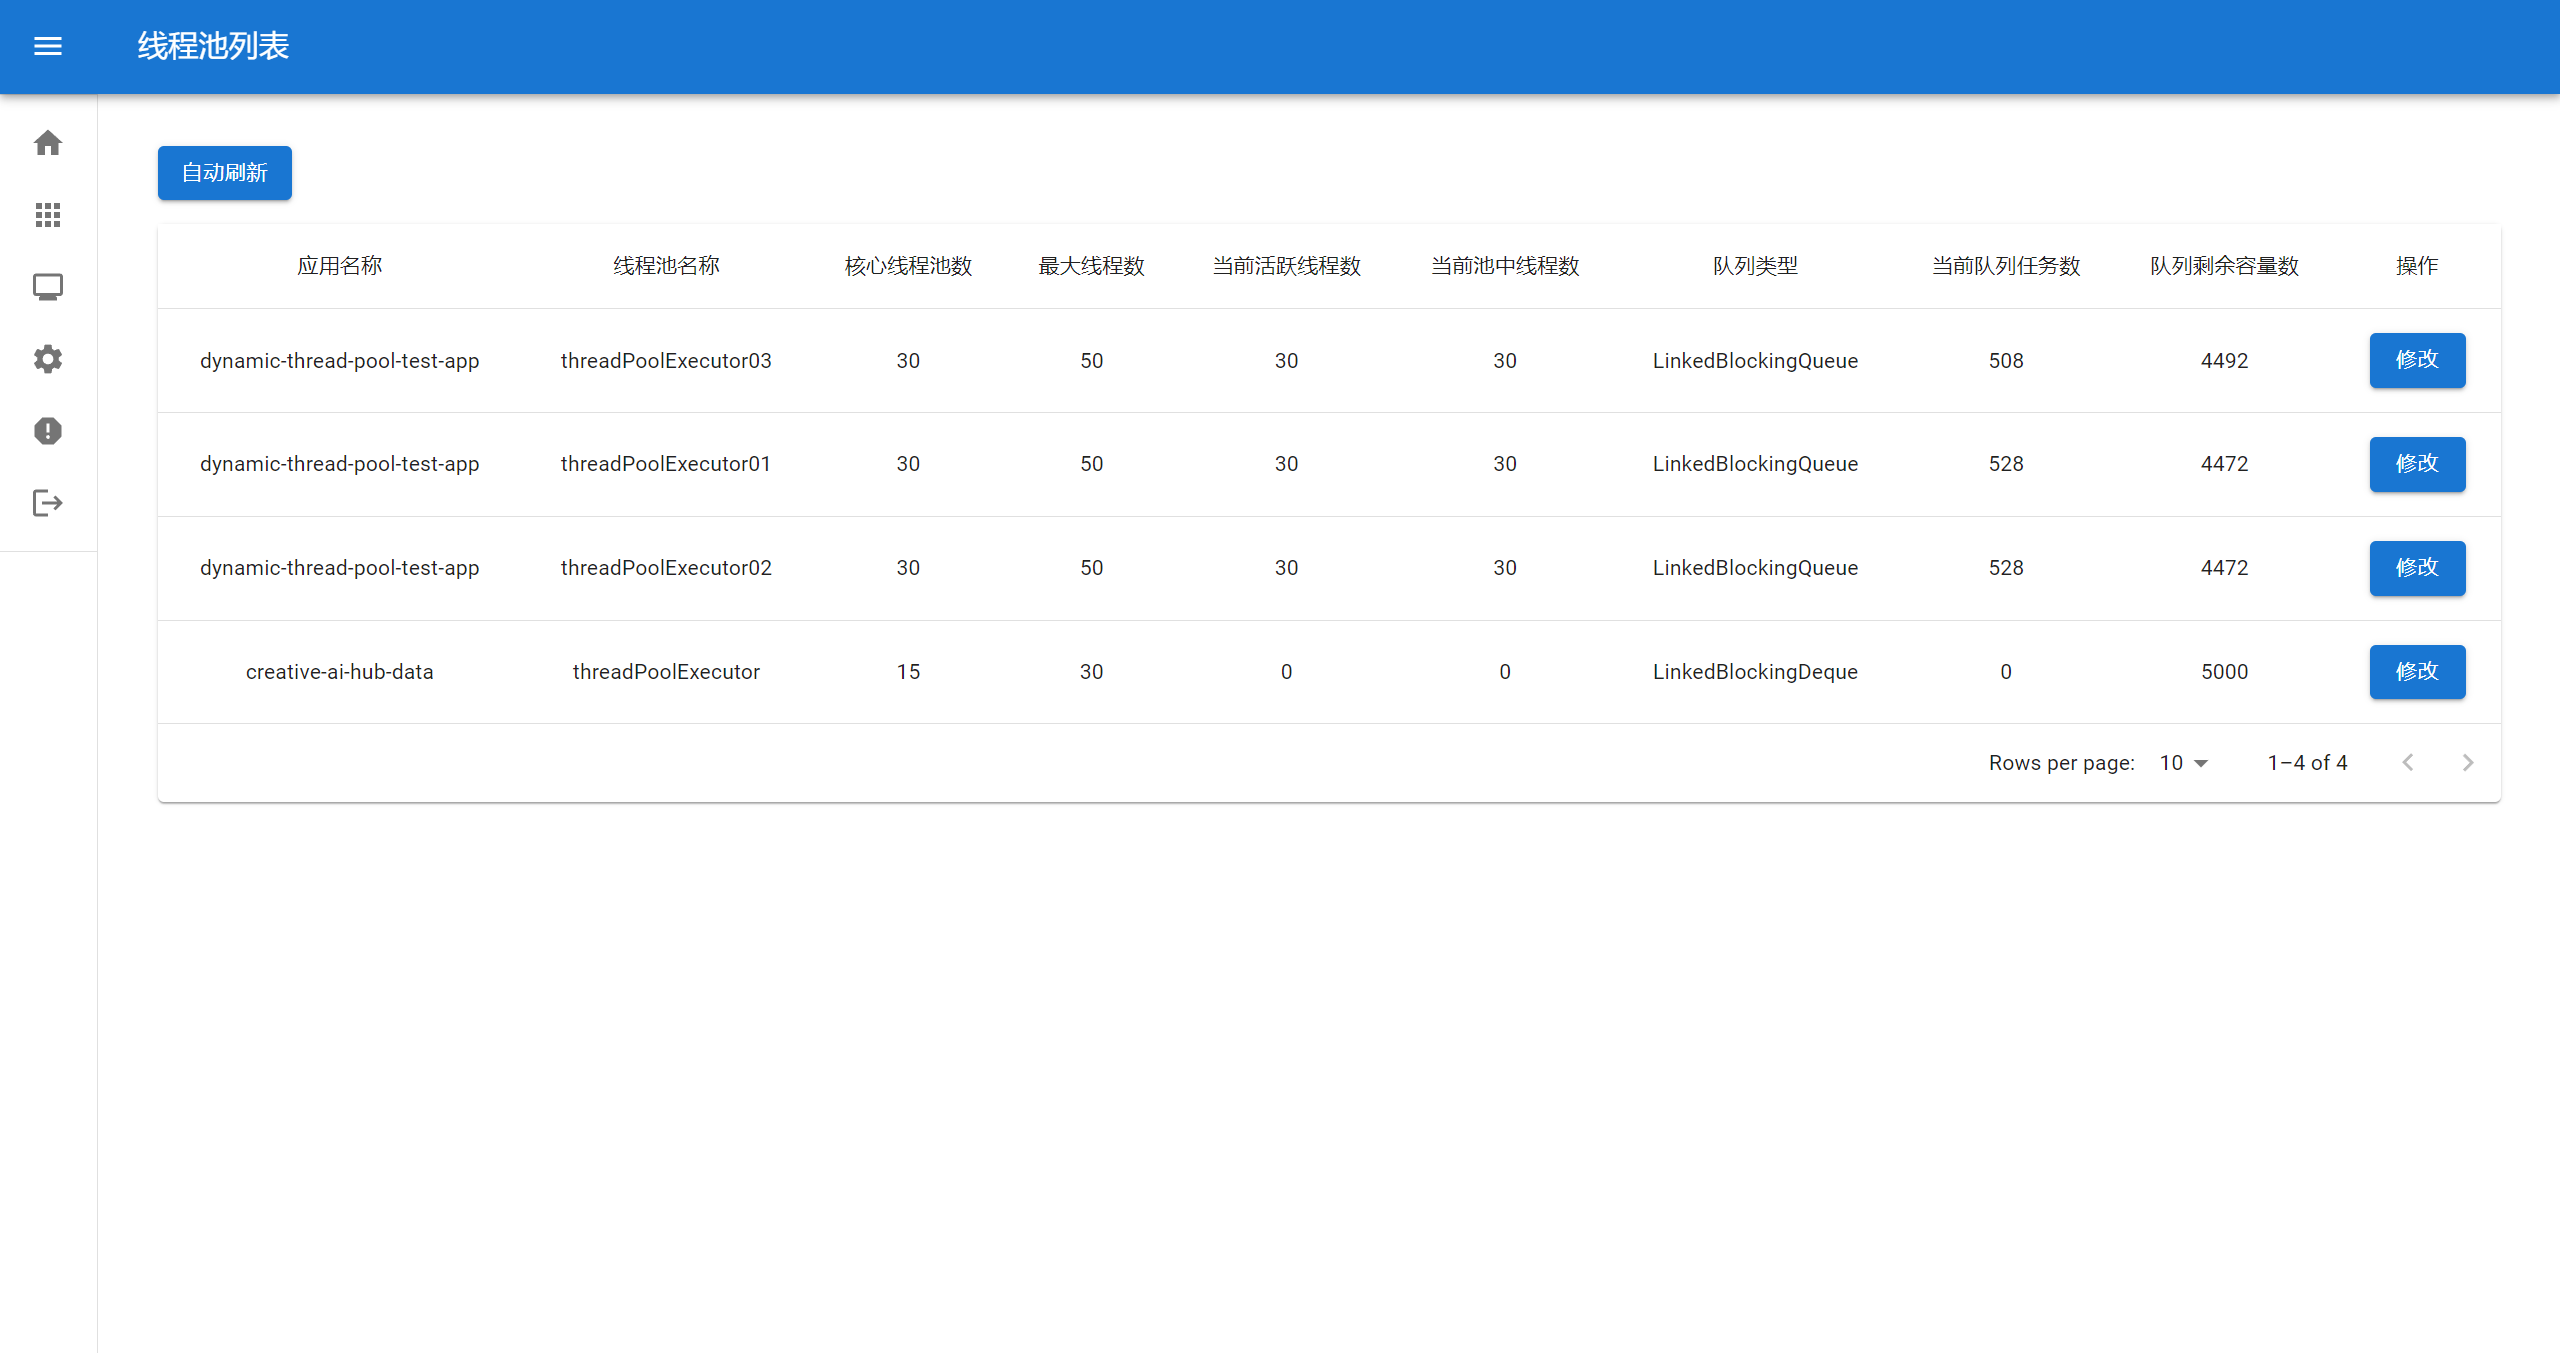 线程池列表
自动刷新
应用名称 线程池名称 核心线程池数 最大线程数 当前活跃线程数 当前池中线程数 队列类型 当前队列任务数 队列剩余容量数 操作
dynamic-thread-pool-test-app threadPoolExecutor03 30 50 30 30 LinkedBlockingQueue 508 4492 修改
dynamic-thread-pool-test-app threadPoolExecutor01 30 50 30 30 LinkedBlockingQueue 528 4472 修改
dynamic-thread-pool-test-app threadPoolExecutor02 30 50 30 30 LinkedBlockingQueue 528 4472 修改
creative-ai-hub-data threadPoolExecutor 15 30 0 0 LinkedBlockingDeque 0 5000 修改
Rows per page: 10 1–4 of 4